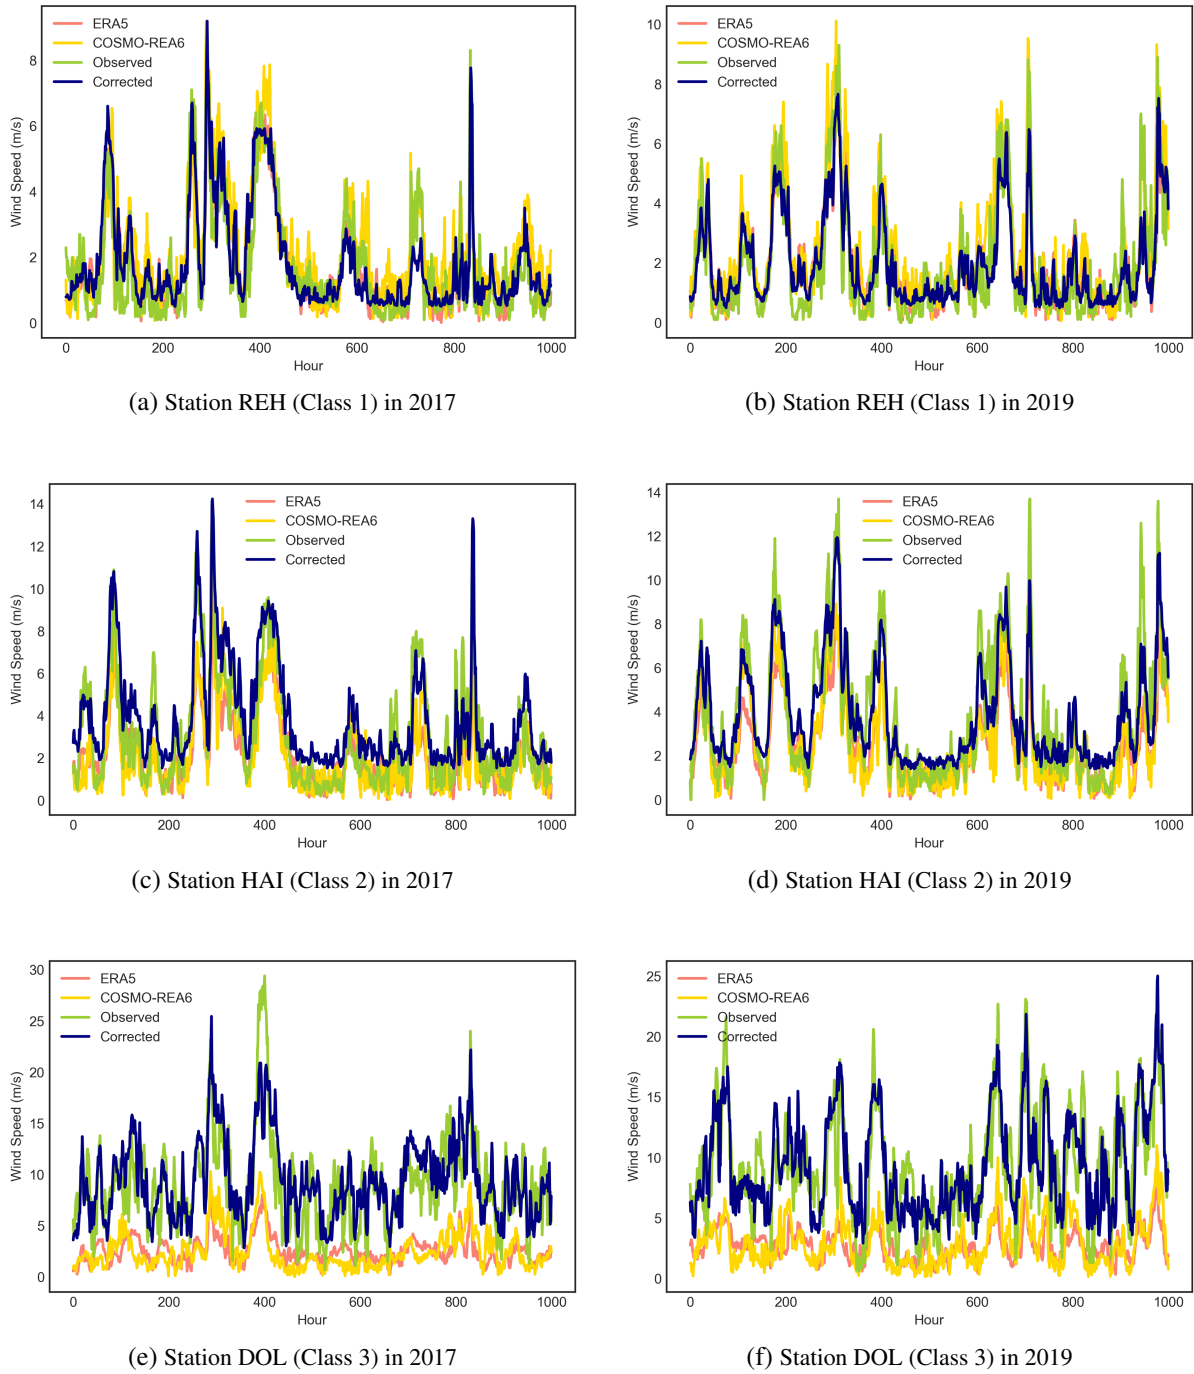 ERA5
COSMO-REA6
Observed
Corrected
Wind Speed (m/s)
8
6
4
2
0
0 200 400 600 800 1000
Hour
(a) Station REH (Class 1) in 2017
ERA5
COSMO-REA6
Observed
Corrected
Wind Speed (m/s)
10
8
6
4
2
0
0 200 400 600 800 1000
Hour
(b) Station REH (Class 1) in 2019
ERA5
COSMO-REA6
Observed
Corrected
Wind Speed (m/s)
14
12
10
8
6
4
2
0
0 200 400 600 800 1000
Hour
(c) Station HAI (Class 2) in 2017
ERA5
COSMO-REA6
Observed
Corrected
Wind Speed (m/s)
14
12
10
8
6
4
2
0
0 200 400 600 800 1000
Hour
(d) Station HAI (Class 2) in 2019
ERA5
COSMO-REA6
Observed
Corrected
Wind Speed (m/s)
30
25
20
15
10
5
0
0 200 400 600 800 1000
Hour
(e) Station DOL (Class 3) in 2017
ERA5
COSMO-REA6
Observed
Corrected
Wind Speed (m/s)
25
20
15
10
5
0
0 200 400 600 800 1000
Hour
(f) Station DOL (Class 3) in 2019